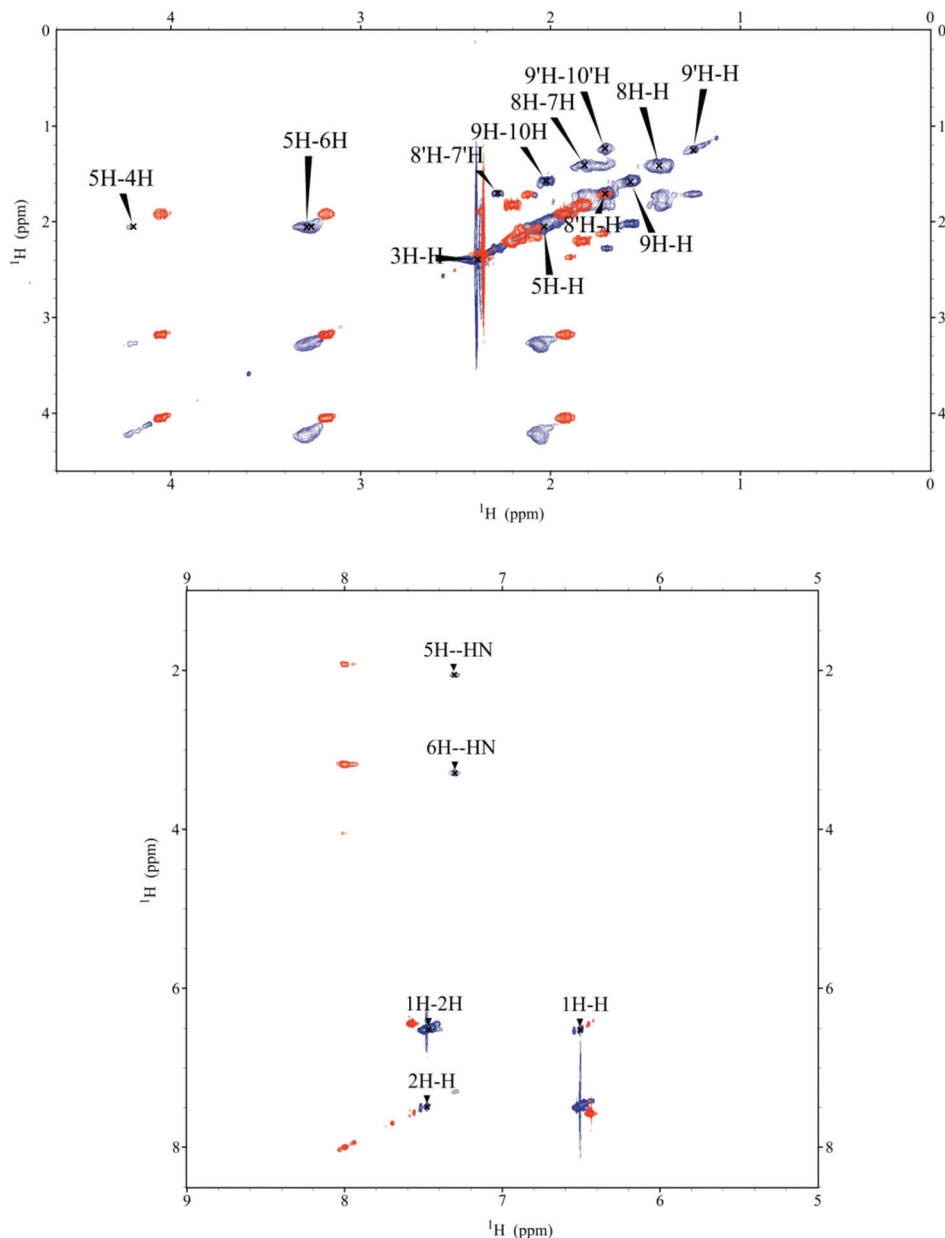 4 3 2 1 0
0 0
9'H-10'H 9'H-H
8H-7H 8H-H
9H-10H
8'H-7'H
5H-6H
5H-4H
1 1
2 2
8'H-H
9H-H
3H-H
5H-H
3 3
4 4
4 3 2 1 0
¹H (ppm)
¹H (ppm)
9 8 7 6 5
5H--HN
2 2
6H--HN
4 4
¹H (ppm)
6 6
1H-2H 1H-H
2H-H
8 8
9 8 7 6 5
¹H (ppm)